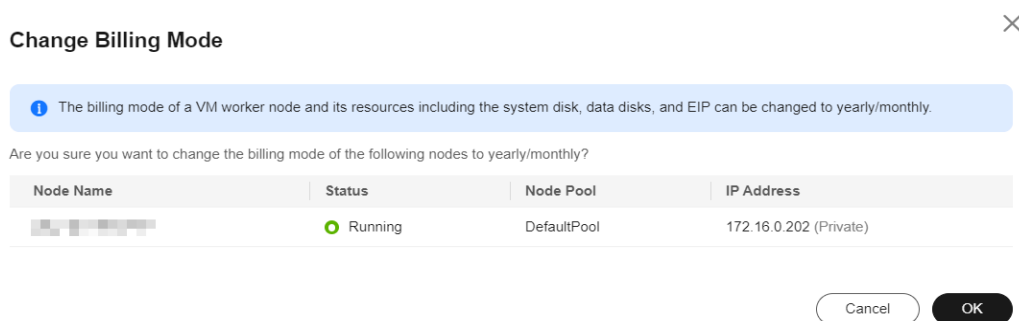 Change Billing Mode
The billing mode of a VM worker node and its resources including the system disk, data disks, and EIP can be changed to yearly/monthly.
Are you sure you want to change the billing mode of the following nodes to yearly/monthly?
Node Name Status Node Pool IP Address
Running DefaultPool 172.16.0.202 (Private)
Cancel OK